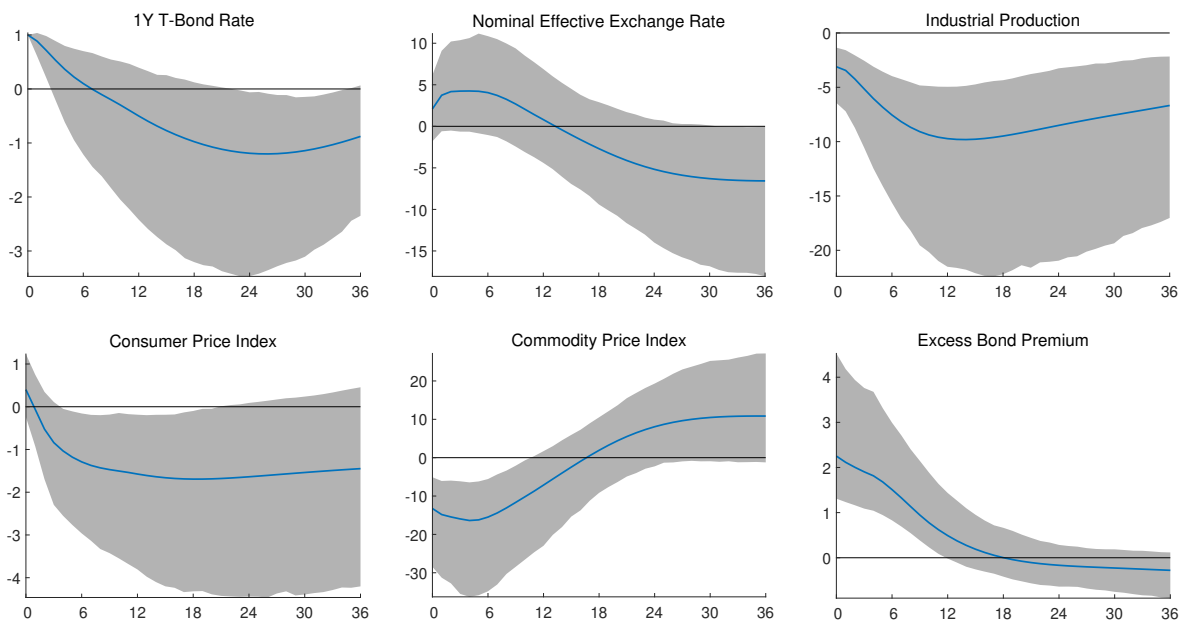 1Y T-Bond Rate
1
0
-1
-2
-3
0 6 12 18 24 30 36
Nominal Effective Exchange Rate
10
5
0
-5
-10
-15
0 6 12 18 24 30 36
Industrial Production
0
-5
-10
-15
-20
0 6 12 18 24 30 36
Consumer Price Index
1
0
-1
-2
-3
-4
0 6 12 18 24 30 36
Commodity Price Index
20
10
0
-10
-20
-30
0 6 12 18 24 30 36
Excess Bond Premium
4
3
2
1
0
0 6 12 18 24 30 36